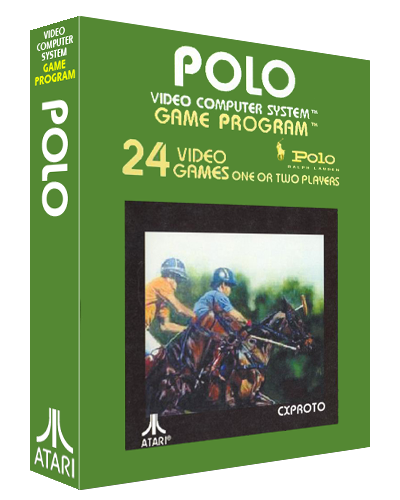 VIDEO
COMPUTER
SYSTEM
GAME
PROGRAM
POLO
ATARI
POLO
VIDEO COMPUTER SYSTEM™
GAME PROGRAM™
24 VIDEO GAMES ONE OR TWO PLAYERS
Polo
RALPH LAUREN
CXPROTO
ATARI®